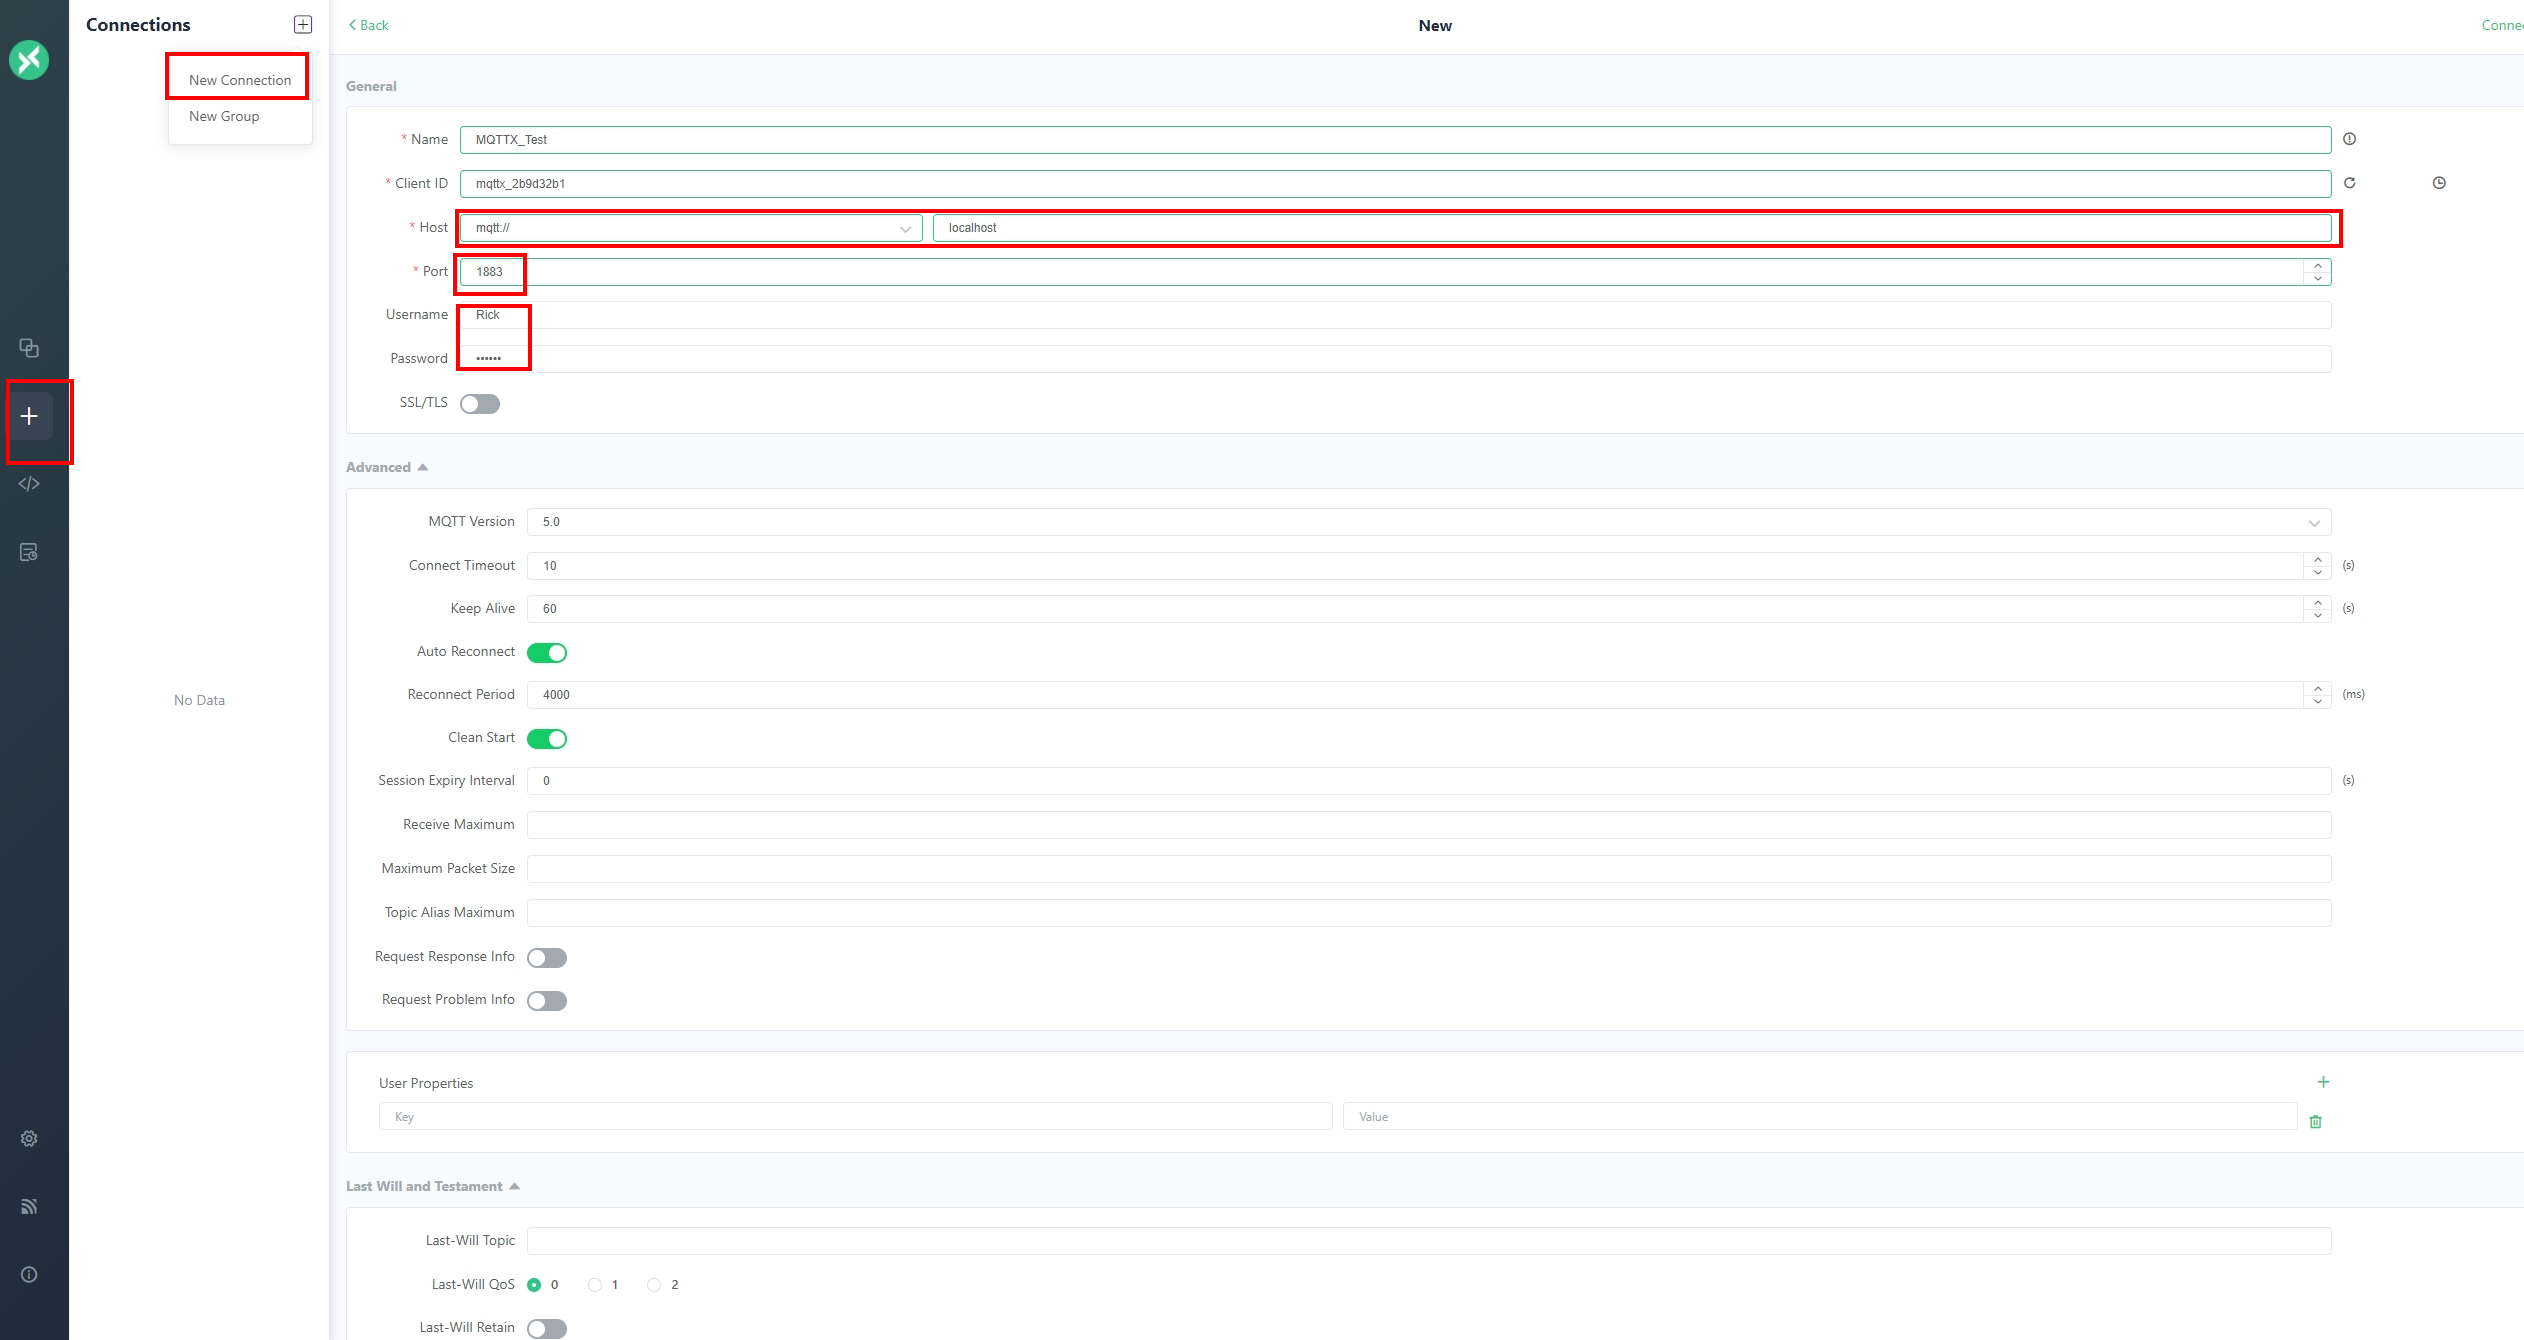 Connections
New Connection
New Group
No Data
Back
New
Connec
General
* Name MQTTX_Test
* Client ID mqttx_2b9d32b1
* Host mqtt:// localhost
* Port 1883
Username Rick
Password ••••••
SSL/TLS
Advanced
MQTT Version 5.0
Connect Timeout 10 (s)
Keep Alive 60 (s)
Auto Reconnect
Reconnect Period 4000 (ms)
Clean Start
Session Expiry Interval 0 (s)
Receive Maximum
Maximum Packet Size
Topic Alias Maximum
Request Response Info
Request Problem Info
User Properties
Key Value
Last Will and Testament
Last-Will Topic
Last-Will QoS 0 1 2
Last-Will Retain